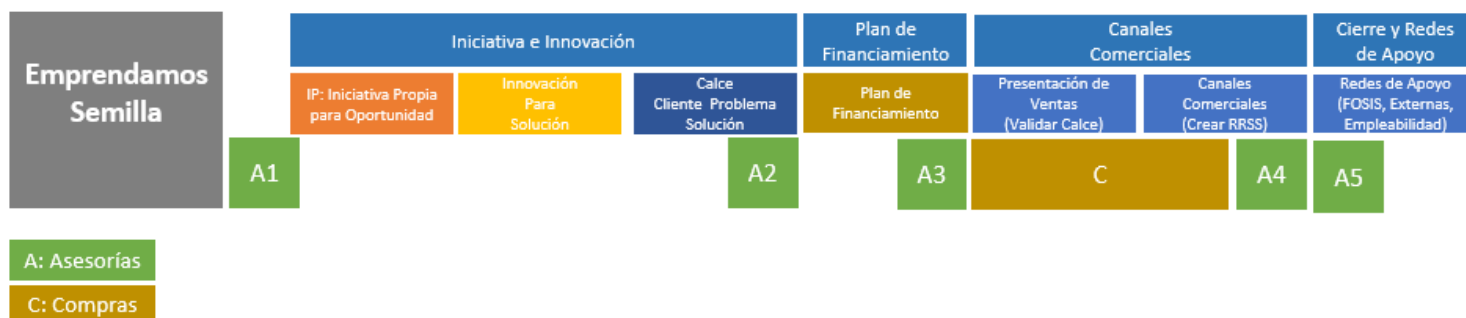 Emprendamos
Semilla
Iniciativa e Innovación
Plan de
Financiamiento
Canales
Comerciales
Cierre y Redes
de Apoyo
IP: Iniciativa Propia
para Oportunidad
Innovación
Para
Solución
Calce
Cliente Problema
Solución
Plan de
Financiamiento
Presentación de
Ventas
(Validar Calce)
Canales
Comerciales
(Crear RRSS)
Redes de Apoyo
(FOSIS, Externas,
Empleabilidad)
A1
A2
A3
C
A4
A5
A: Asesorías
C: Compras